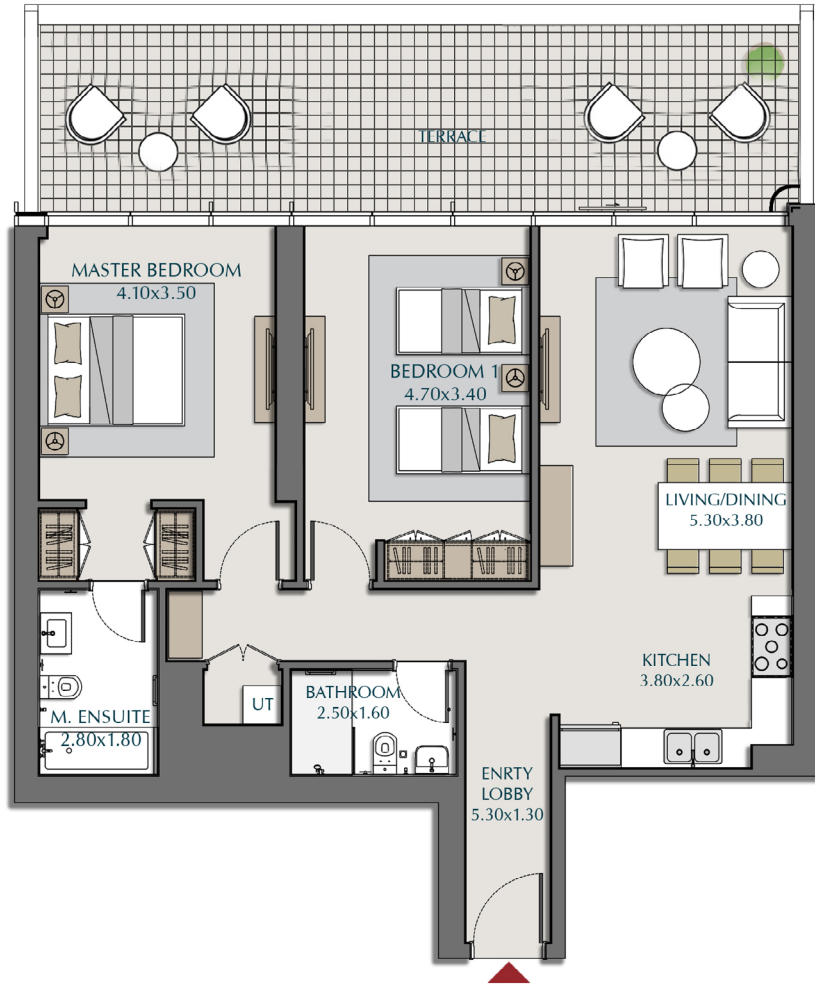 TERRACE
MASTER BEDROOM
4.10x3.50
BEDROOM 1
4.70x3.40
LIVING/DINING
5.30x3.80
KITCHEN
3.80x2.60
UT
BATHROOM
2.50x1.60
M. ENSUITE
2.80x1.80
ENRTY
LOBBY
5.30x1.30